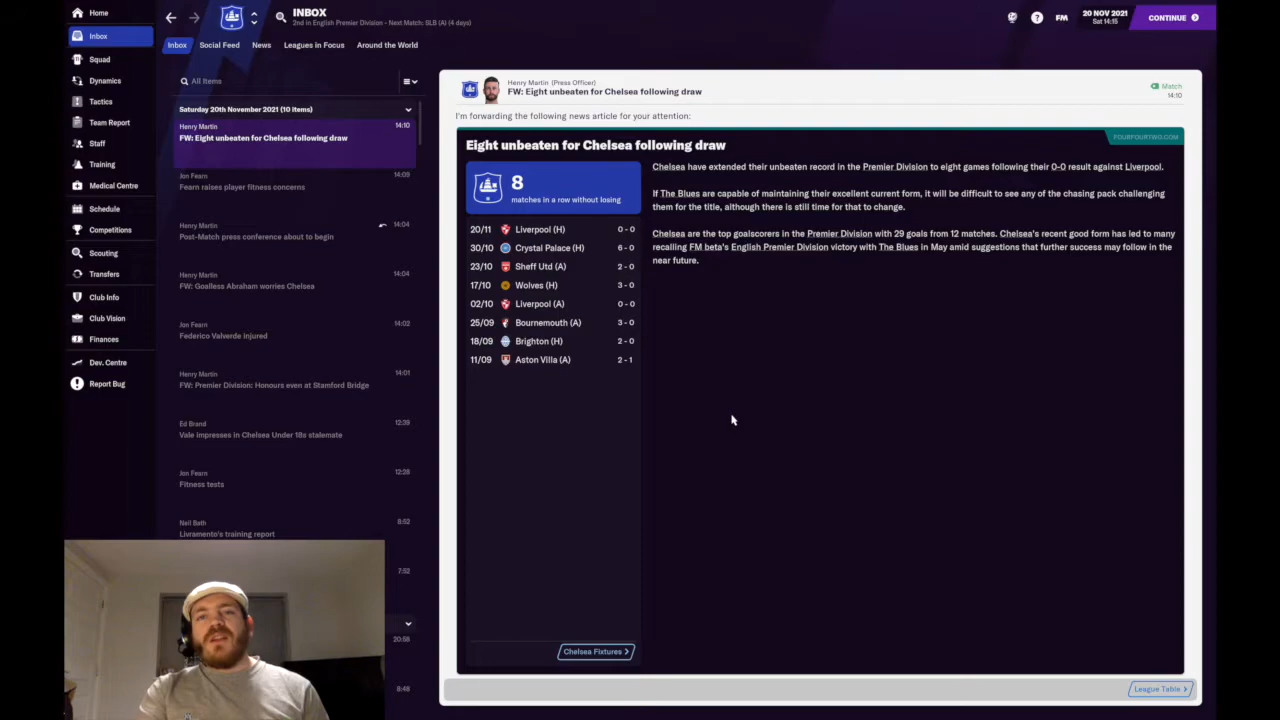 Home
Inbox
Squad
Dynamics
Tactics
Team Report
Staff
Training
Medical Centre
Schedule
Competitions
Scouting
Transfers
Club Info
Club Vision
Finances
Dev. Centre
Report Bug
INBOX
2nd in English Premier Division - Next Match: SLB (A) (4 days)
FM
20 NOV 2021
Sat 14:15
CONTINUE
Inbox Social Feed News Leagues in Focus Around the World
All Items
Saturday 20th November 2021 (10 items)
Henry Martin 14:10
FW: Eight unbeaten for Chelsea following draw
Jon Fearn 14:09
Fearn raises player fitness concerns
Henry Martin 14:04
Post-Match press conference about to begin
Henry Martin 14:04
FW: Goalless Abraham worries Chelsea
Jon Fearn 14:02
Federico Valverde injured
Henry Martin 14:01
FW: Premier Division: Honours even at Stamford Bridge
Ed Brand 12:39
Vale impresses in Chelsea Under 18s stalemate
Jon Fearn 12:28
Fitness tests
Neil Bath 8:52
Livramento's training report
7:52
20:58
8:48
Henry Martin (Press Officer)
FW: Eight unbeaten for Chelsea following draw
Match
14:10
I'm forwarding the following news article for your attention:
FOURFOURTWO.COM
Eight unbeaten for Chelsea following draw
8
matches in a row without losing
20/11 Liverpool (H) 0 - 0
30/10 Crystal Palace (H) 6 - 0
23/10 Sheff Utd (A) 2 - 0
17/10 Wolves (H) 3 - 0
02/10 Liverpool (A) 0 - 0
25/09 Bournemouth (A) 3 - 0
18/09 Brighton (H) 2 - 0
11/09 Aston Villa (A) 2 - 1
Chelsea Fixtures
Chelsea have extended their unbeaten record in the Premier Division to eight games following their 0-0 result against Liverpool.
If The Blues are capable of maintaining their excellent current form, it will be difficult to see any of the chasing pack challenging
them for the title, although there is still time for that to change.
Chelsea are the top goalscorers in the Premier Division with 29 goals from 12 matches. Chelsea's recent good form has led to many
recalling FM beta's English Premier Division victory with The Blues in May amid suggestions that further success may follow in the
near future.
League Table